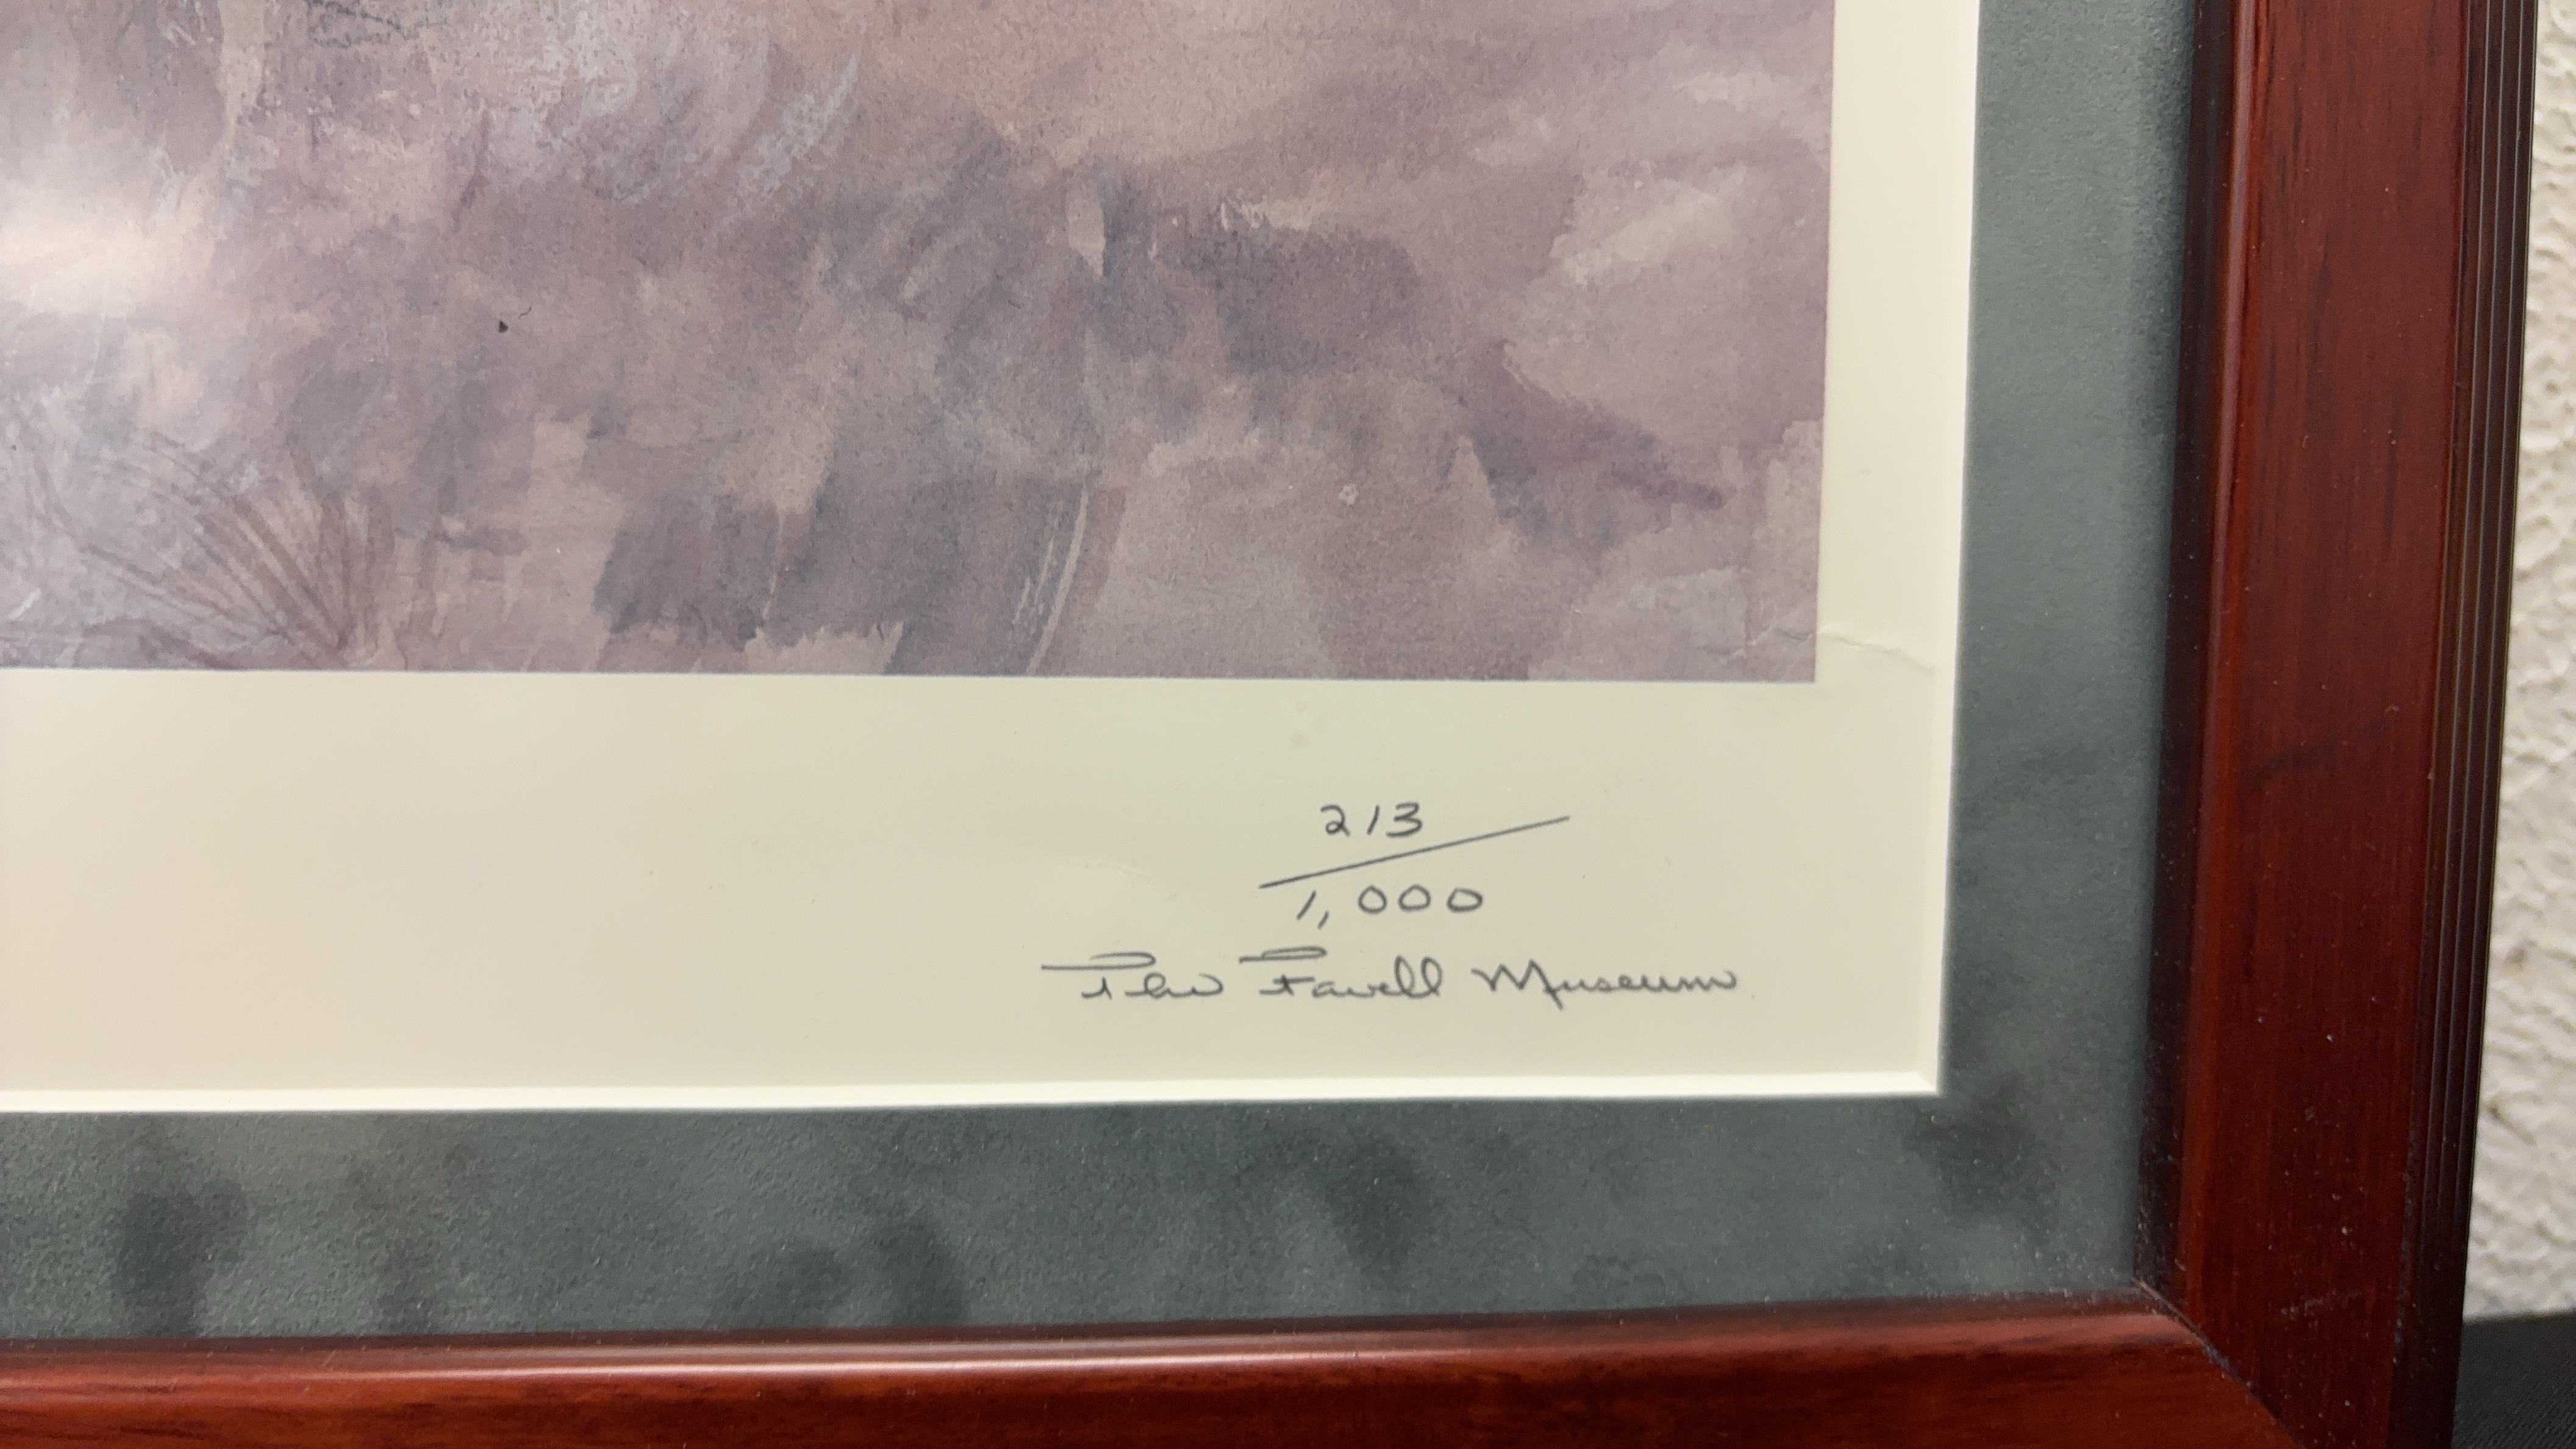 213
1,000
The Favell Museum